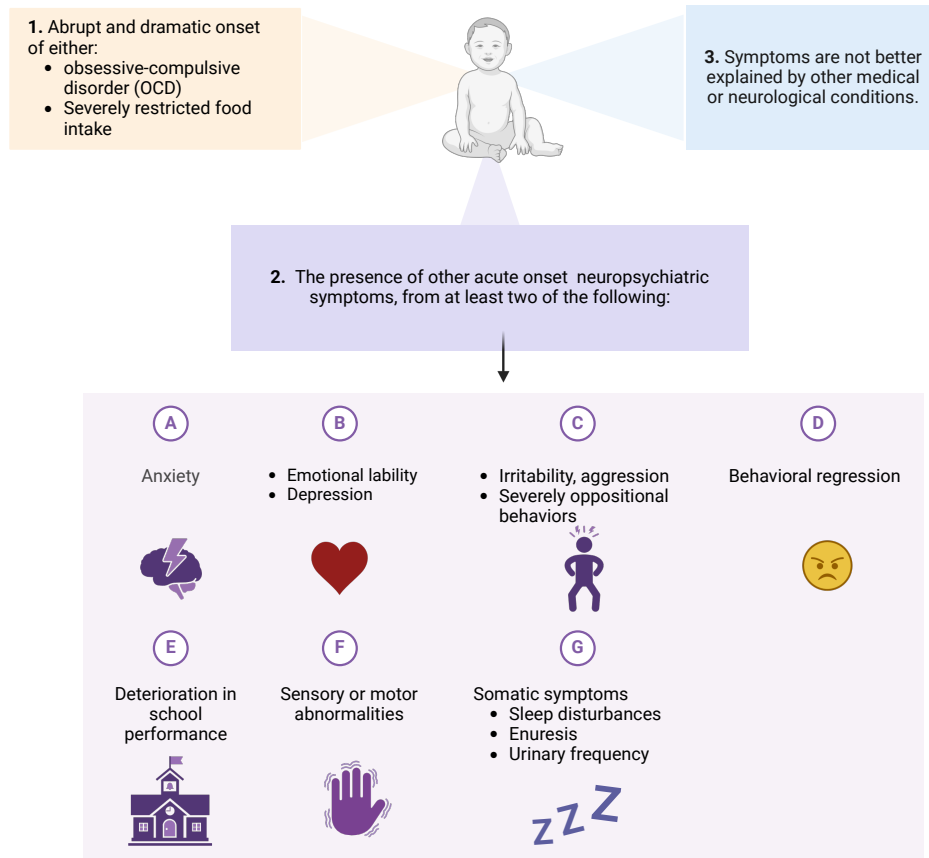 1. Abrupt and dramatic onset
of either:
• obsessive-compulsive
disorder (OCD)
• Severely restricted food
intake
3. Symptoms are not better
explained by other medical
or neurological conditions.
2. The presence of other acute onset neuropsychiatric
symptoms, from at least two of the following:
A
Anxiety
B
• Emotional lability
• Depression
C
• Irritability, aggression
• Severely oppositional
behaviors
D
Behavioral regression
E
Deterioration in
school
performance
F
Sensory or motor
abnormalities
G
Somatic symptoms
• Sleep disturbances
• Enuresis
• Urinary frequency
z z Z